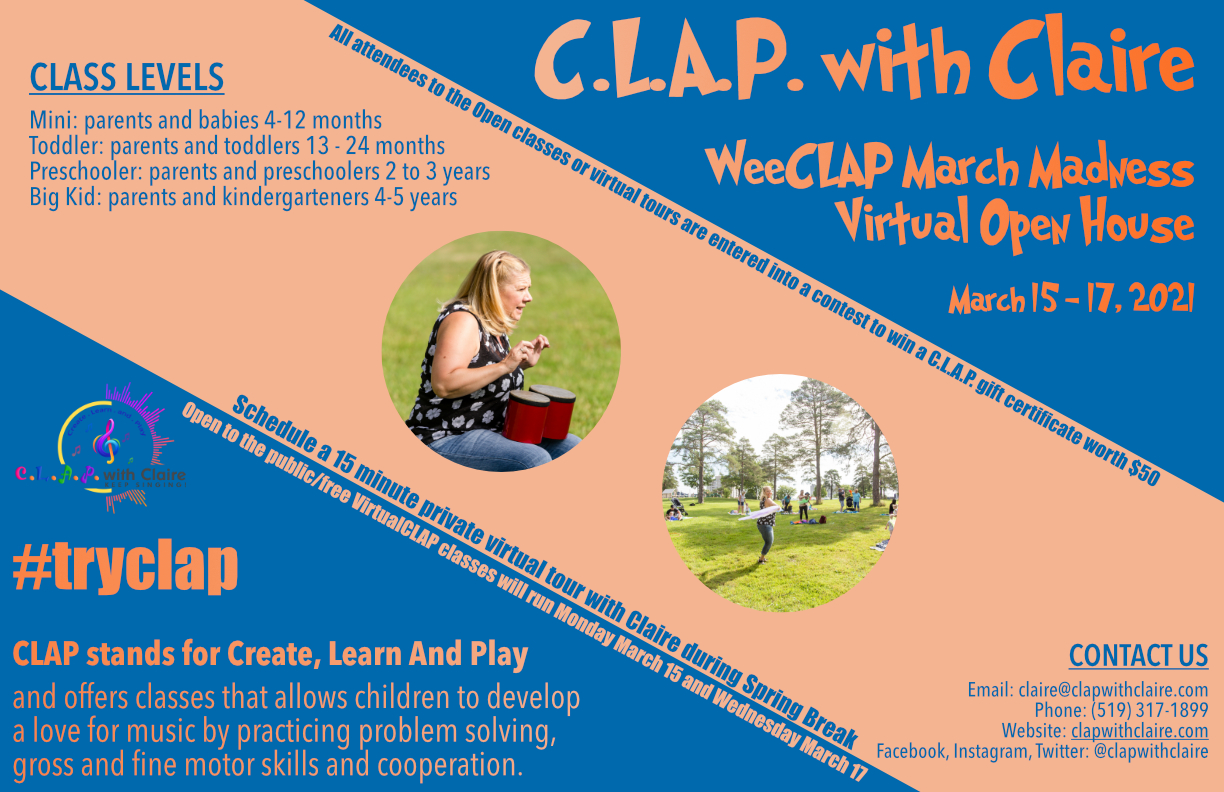 C.L.A.P. with Claire
WeeCLAP March Madness
Virtual Open House
March 15 – 17, 2021
All attendees to the Open classes or virtual tours are entered into a contest to win a C.L.A.P. gift certificate worth $50
CLASS LEVELS
Mini: parents and babies 4-12 months
Toddler: parents and toddlers 13 - 24 months
Preschooler: parents and preschoolers 2 to 3 years
Big Kid: parents and kindergarteners 4-5 years
Schedule a 15 minute private virtual tour with Claire during Spring Break
Open to the public/free VirtualCLAP classes will run Monday March 15 and Wednesday March 17
Create, Learn and Play
C.L.A.P. with Claire
#tryclap
CLAP stands for Create, Learn And Play
and offers classes that allows children to develop
a love for music by practicing problem solving,
gross and fine motor skills and cooperation.
CONTACT US
Email: claire@clapwithclaire.com
Phone: (519) 317-1899
Website: clapwithclaire.com
Facebook, Instagram, Twitter: @clapwithclaire